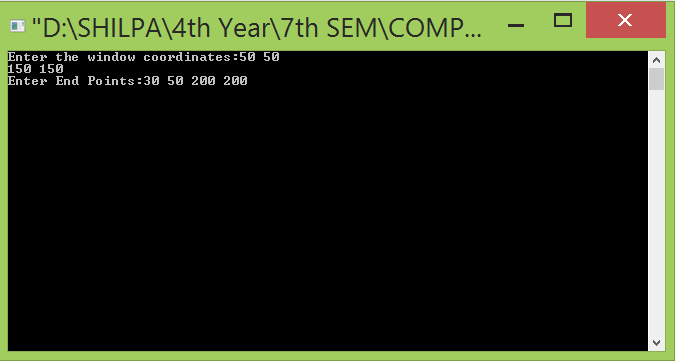 "D:\SHILPA\4th Year\7th SEM\COMP...
Enter the window coordinates:50 50
150 150
Enter End Points:30 50 200 200